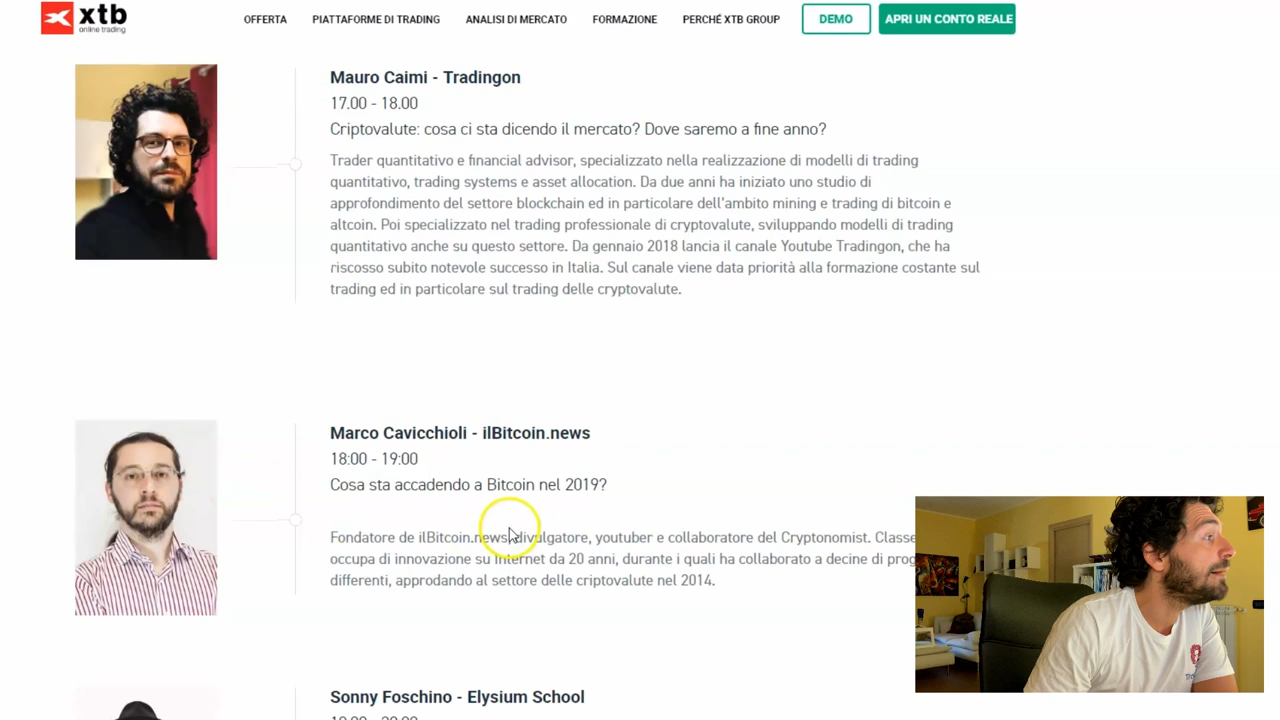 xtb
online trading
OFFERTA
PIATTAFORME DI TRADING
ANALISI DI MERCATO
FORMAZIONE
PERCHÉ XTB GROUP
DEMO
APRI UN CONTO REALE
Mauro Caimi - Tradingon
17.00 - 18.00
Criptovalute: cosa ci sta dicendo il mercato? Dove saremo a fine anno?
Trader quantitativo e financial advisor, specializzato nella realizzazione di modelli di trading
quantitativo, trading systems e asset allocation. Da due anni ha iniziato uno studio di
approfondimento del settore blockchain ed in particolare dell'ambito mining e trading di bitcoin e
altcoin. Poi specializzato nel trading professionale di cryptovalute, sviluppando modelli di trading
quantitativo anche su questo settore. Da gennaio 2018 lancia il canale Youtube Tradingon, che ha
riscosso subito notevole successo in Italia. Sul canale viene data priorità alla formazione costante sul
trading ed in particolare sul trading delle cryptovalute.
Marco Cavicchioli - ilBitcoin.news
18:00 - 19:00
Cosa sta accadendo a Bitcoin nel 2019?
Fondatore de ilBitcoin.news divulgatore, youtuber e collaboratore del Cryptonomist. Classe
occupa di innovazione su Internet da 20 anni, durante i quali ha collaborato a decine di
differenti, approdando al settore delle criptovalute nel 2014.
Sonny Foschino - Elysium School